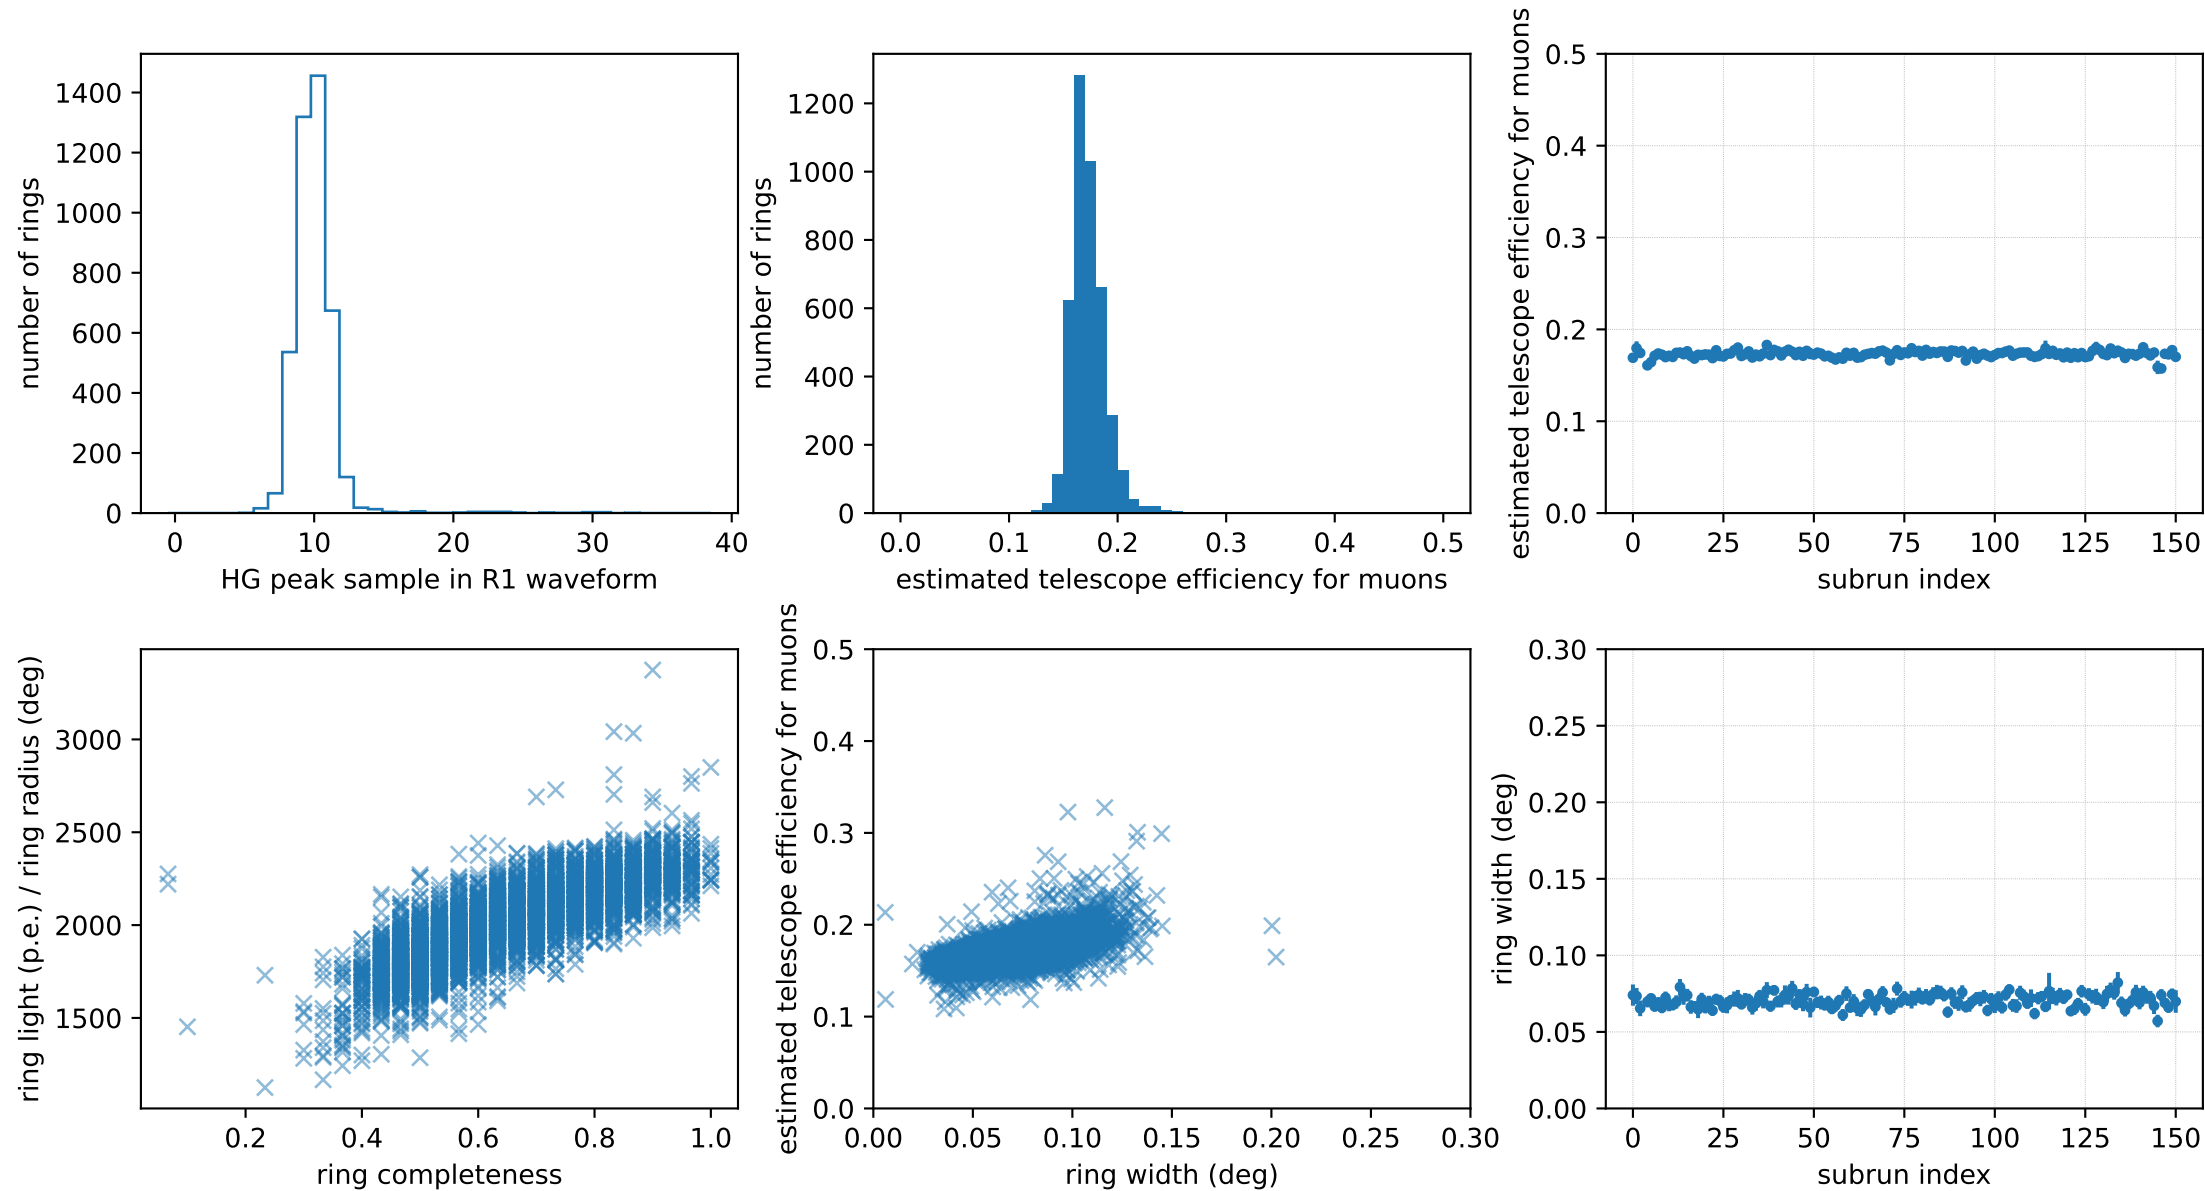 1400
1200
1000
800
600
400
200
0
number of rings
0 10 20 30 40
HG peak sample in R1 waveform
1200
1000
800
600
400
200
0
number of rings
0.0 0.1 0.2 0.3 0.4 0.5
estimated telescope efficiency for muons
0.5
0.4
0.3
0.2
0.1
0.0
estimated telescope efficiency for muons
0 25 50 75 100 125 150
subrun index
3000
2500
2000
1500
ring light (p.e.) / ring radius (deg)
0.2 0.4 0.6 0.8 1.0
ring completeness
0.5
0.4
0.3
0.2
0.1
0.0
estimated telescope efficiency for muons
0.00 0.05 0.10 0.15 0.20 0.25 0.30
ring width (deg)
0.30
0.25
0.20
0.15
0.10
0.05
0.00
ring width (deg)
0 25 50 75 100 125 150
subrun index